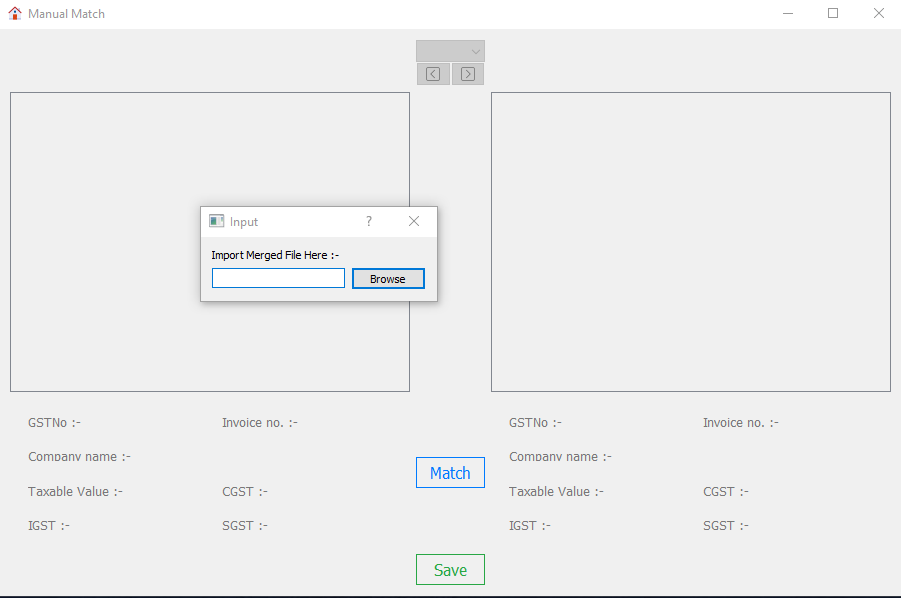 Manual Match
Input
?
Import Merged File Here :-
Browse
GSTNo :- Invoice no. :-
Company name :-
Taxable Value :- CGST :-
IGST :- SGST :-
Match
Save
GSTNo :- Invoice no. :-
Company name :-
Taxable Value :- CGST :-
IGST :- SGST :-